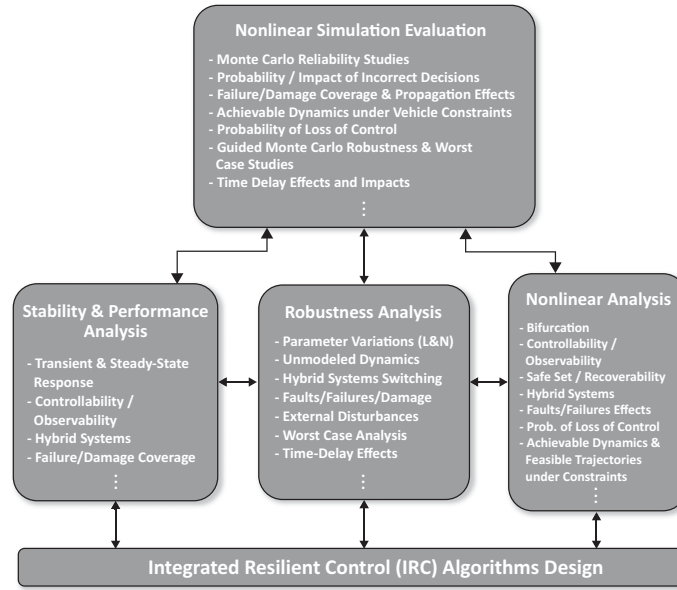 Nonlinear Simulation Evaluation
- Monte Carlo Reliability Studies
- Probability / Impact of Incorrect Decisions
- Failure/Damage Coverage & Propagation Effects
- Achievable Dynamics under Vehicle Constraints
- Probability of Loss of Control
- Guided Monte Carlo Robustness & Worst
Case Studies
- Time Delay Effects and Impacts
⋮
Stability & Performance
Analysis
- Transient & Steady-State
Response
- Controllability /
Observability
- Hybrid Systems
- Failure/Damage Coverage
⋮
Robustness Analysis
- Parameter Variations (L&N)
- Unmodeled Dynamics
- Hybrid Systems Switching
- Faults/Failures/Damage
- External Disturbances
- Worst Case Analysis
- Time-Delay Effects
⋮
Nonlinear Analysis
- Bifurcation
- Controllability /
Observability
- Safe Set / Recoverability
- Hybrid Systems
- Faults/Failures Effects
- Prob. of Loss of Control
- Achievable Dynamics &
Feasible Trajectories
under Constraints
⋮
Integrated Resilient Control (IRC) Algorithms Design